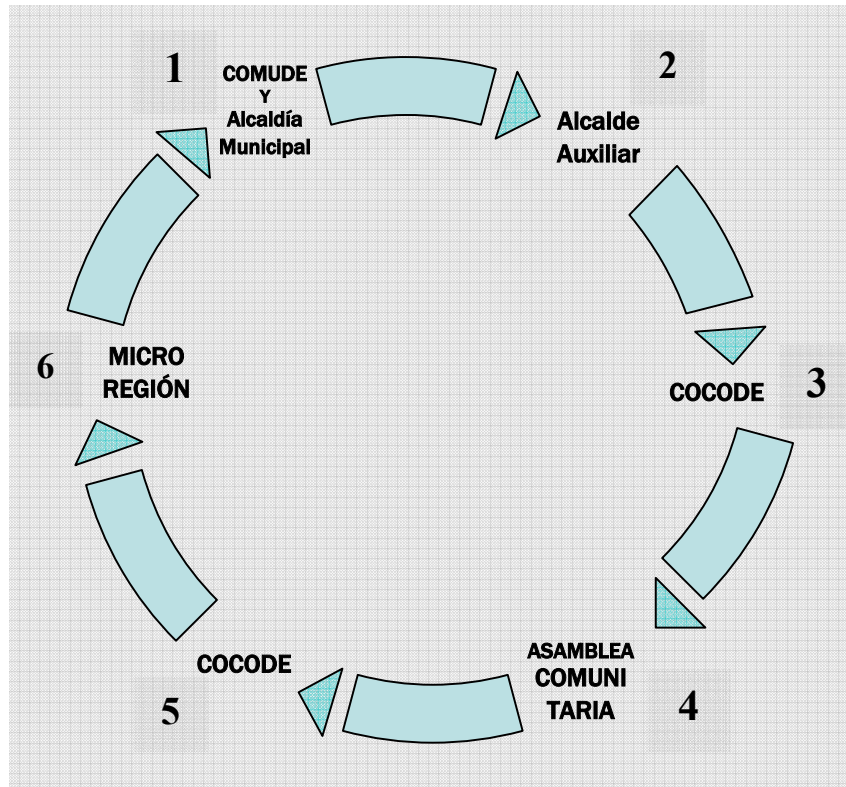 1
COMUDE
Y
Alcaldía
Municipal
2
Alcalde
Auxiliar
COCODE
3
ASAMBLEA
COMUNI
TARIA
4
COCODE
5
6
MICRO
REGIÓN